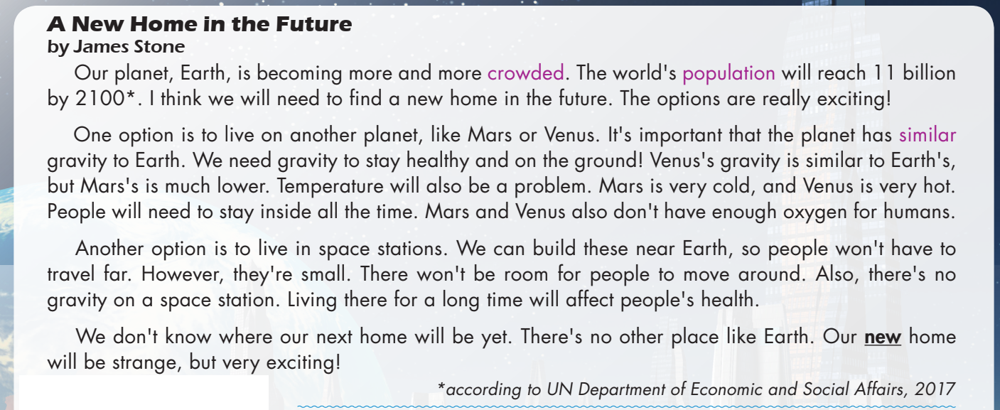 A New Home in the Future
by James Stone
Our planet, Earth, is becoming more and more crowded. The world's population will reach 11 billion
by 2100*. I think we will need to find a new home in the future. The options are really exciting!
One option is to live on another planet, like Mars or Venus. It's important that the planet has similar
gravity to Earth. We need gravity to stay healthy and on the ground! Venus's gravity is similar to Earth's,
but Mars's is much lower. Temperature will also be a problem. Mars is very cold, and Venus is very hot.
People will need to stay inside all the time. Mars and Venus also don't have enough oxygen for humans.
Another option is to live in space stations. We can build these near Earth, so people won't have to
travel far. However, they're small. There won't be room for people to move around. Also, there's no
gravity on a space station. Living there for a long time will affect people's health.
We don't know where our next home will be yet. There's no other place like Earth. Our new home
will be strange, but very exciting!
*according to UN Department of Economic and Social Affairs, 2017